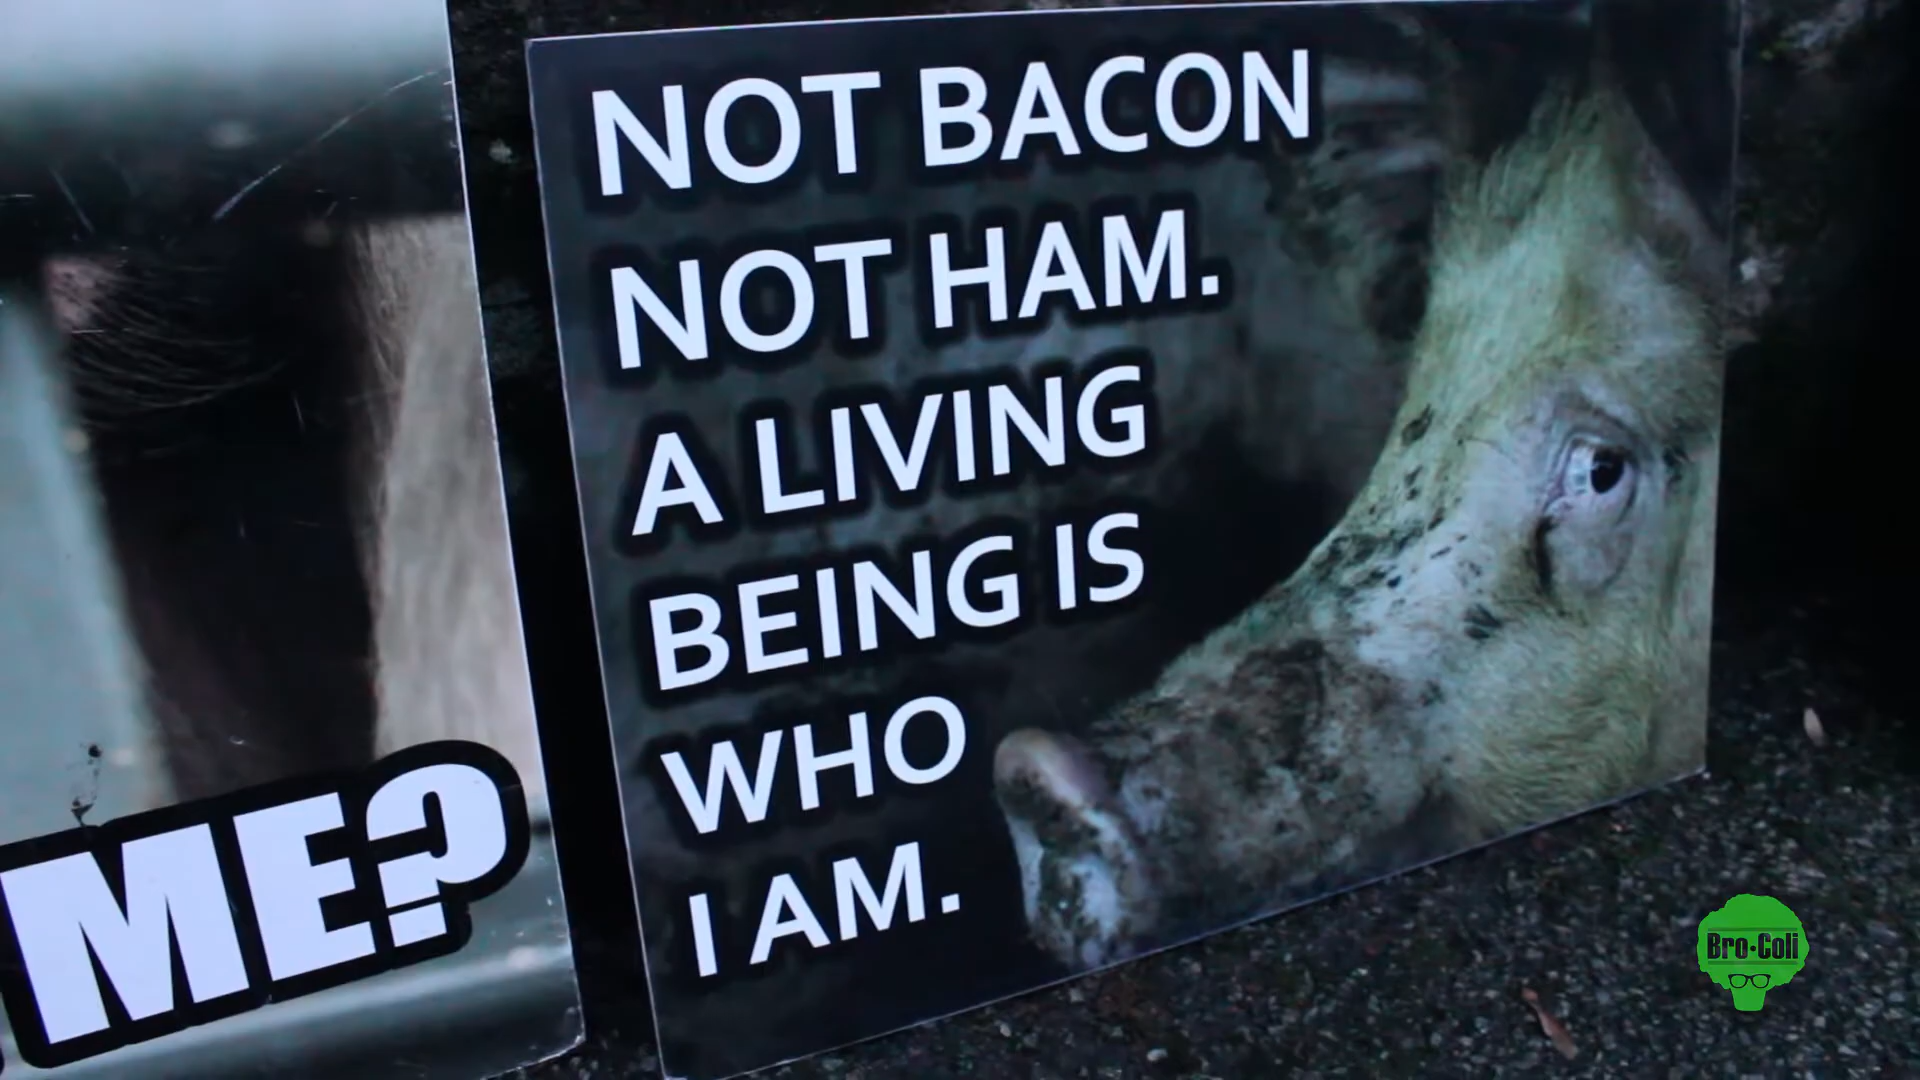 ME?
NOT BACON
NOT HAM.
A LIVING
BEING IS
WHO
I AM.
Bro·Coli